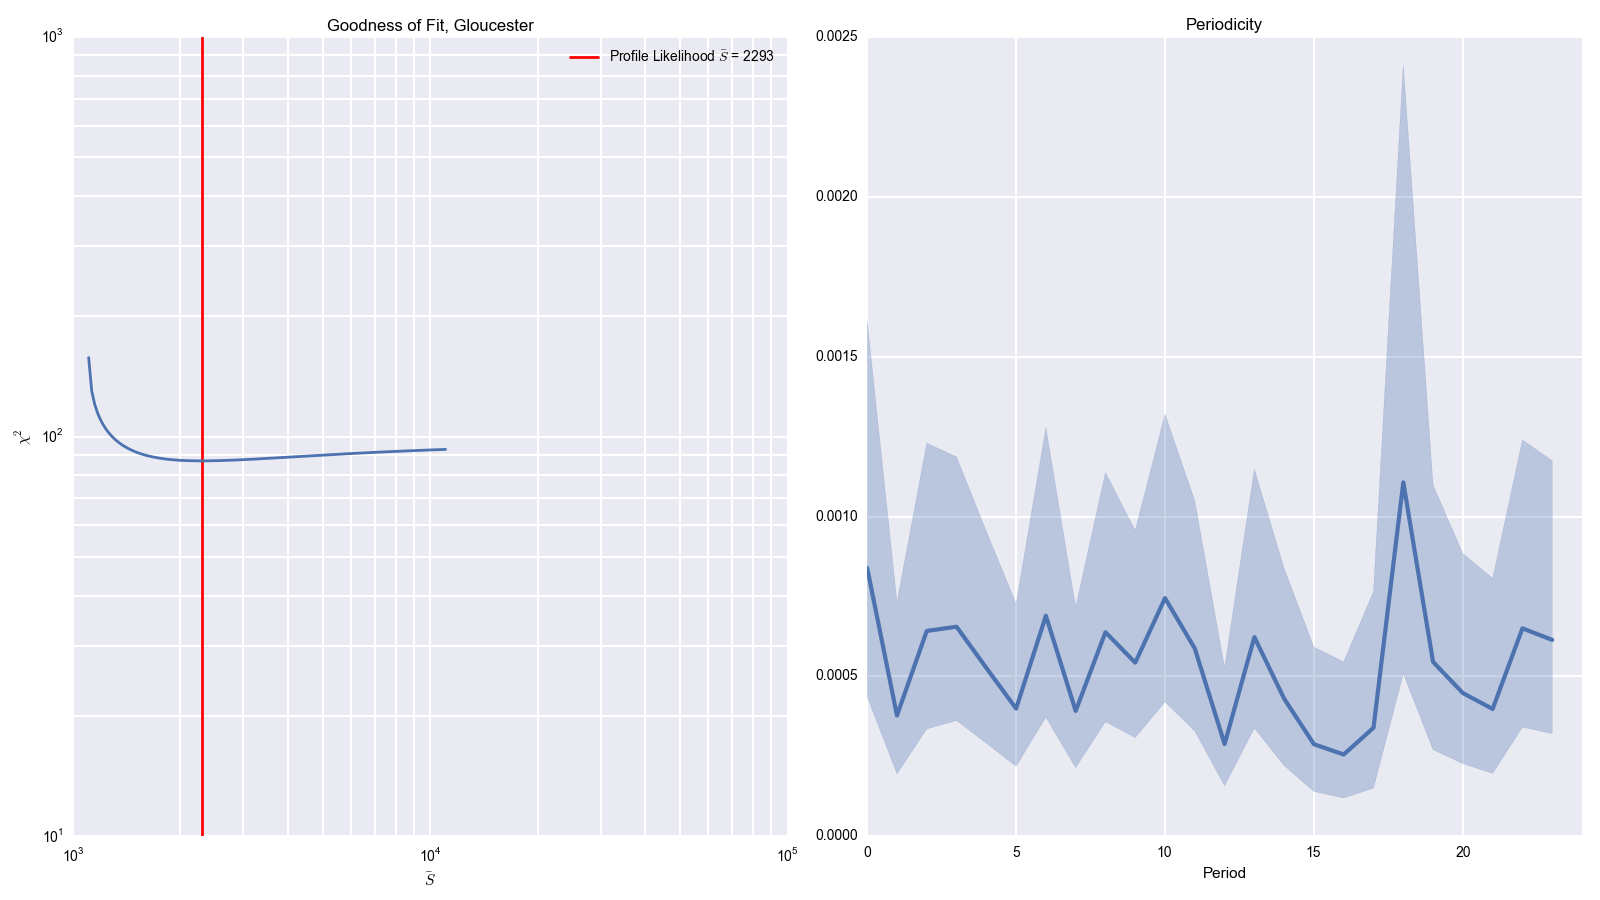 Goodness of Fit, Gloucester
Profile Likelihood S̄ = 2293
10³
10²
10¹
χ²
10³ 10⁴ 10⁵
S̄
Periodicity
0.0025
0.0020
0.0015
0.0010
0.0005
0.0000
0 5 10 15 20
Period